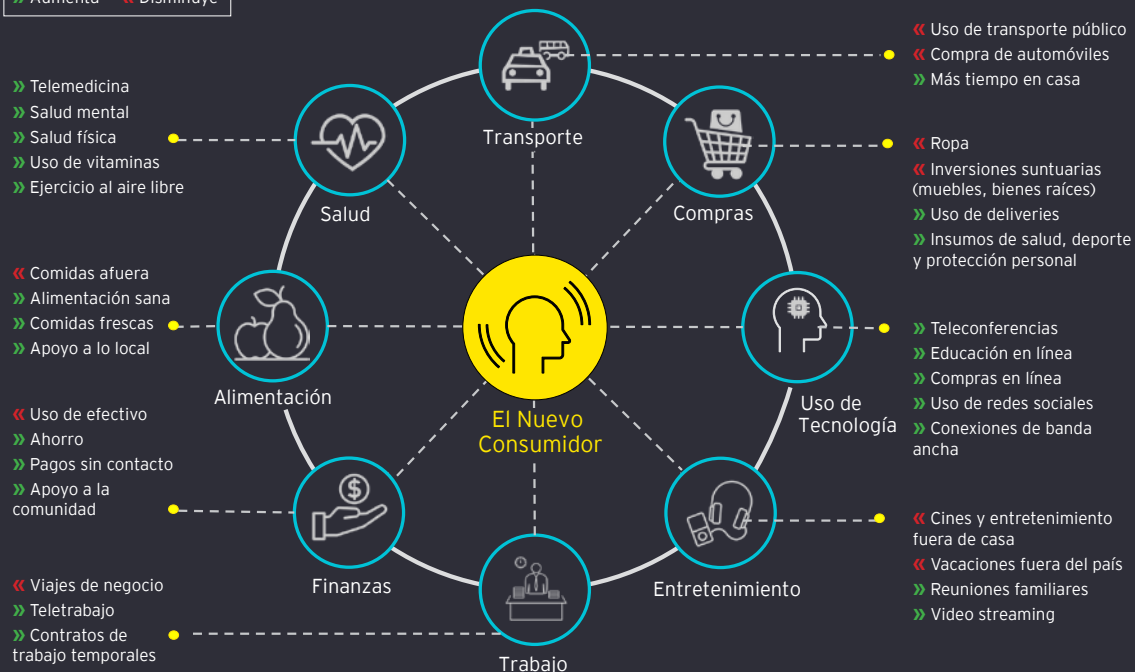 » Aumenta « Disminuye
« Uso de transporte público
« Compra de automóviles
» Más tiempo en casa
Transporte
» Telemedicina
» Salud mental
» Salud física
» Uso de vitaminas
» Ejercicio al aire libre
Salud
« Ropa
« Inversiones suntuarias
(muebles, bienes raíces)
» Uso de deliveries
» Insumos de salud, deporte
y protección personal
Compras
« Comidas afuera
» Alimentación sana
» Comidas frescas
» Apoyo a lo local
Alimentación
» Teleconferencias
» Educación en línea
» Compras en línea
» Uso de redes sociales
» Conexiones de banda
ancha
Uso de
Tecnología
El Nuevo
Consumidor
« Uso de efectivo
» Ahorro
» Pagos sin contacto
» Apoyo a la
comunidad
Finanzas
« Cines y entretenimiento
fuera de casa
« Vacaciones fuera del país
» Reuniones familiares
» Video streaming
Entretenimiento
« Viajes de negocio
» Teletrabajo
» Contratos de
trabajo temporales
Trabajo